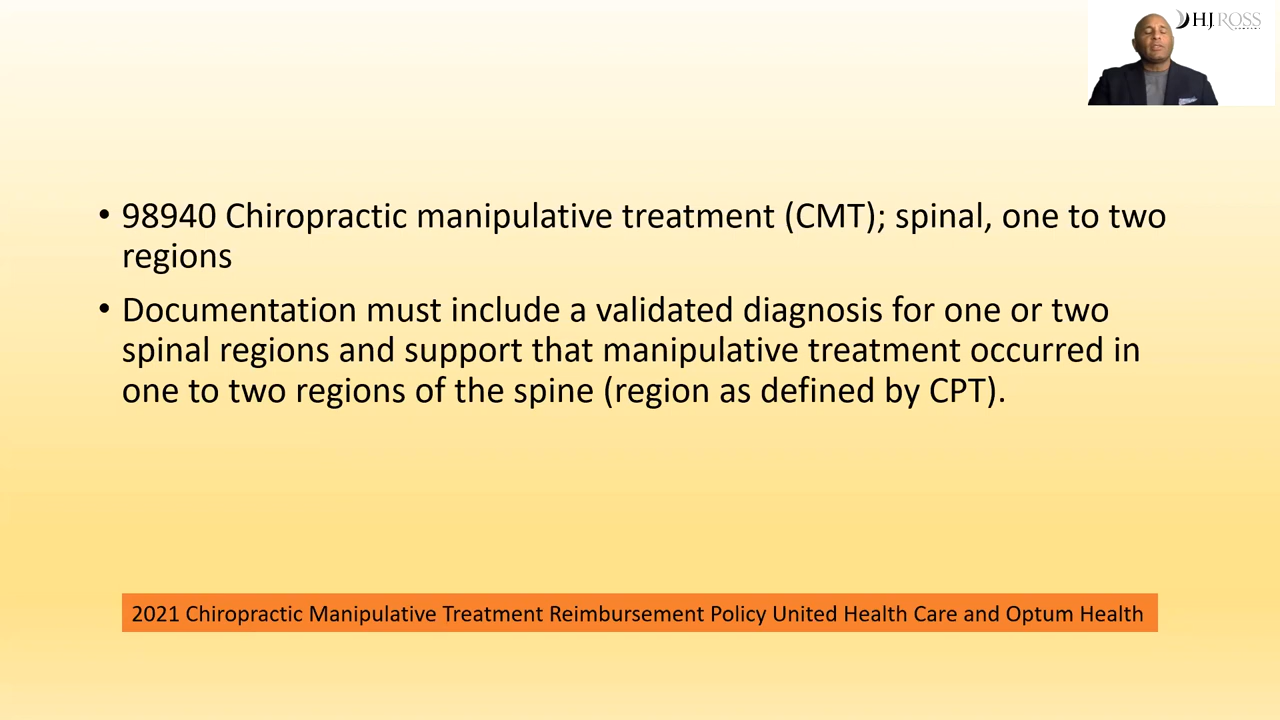 HJ ROSS
COMPANY
• 98940 Chiropractic manipulative treatment (CMT); spinal, one to two
regions
• Documentation must include a validated diagnosis for one or two
spinal regions and support that manipulative treatment occurred in
one to two regions of the spine (region as defined by CPT).
2021 Chiropractic Manipulative Treatment Reimbursement Policy United Health Care and Optum Health